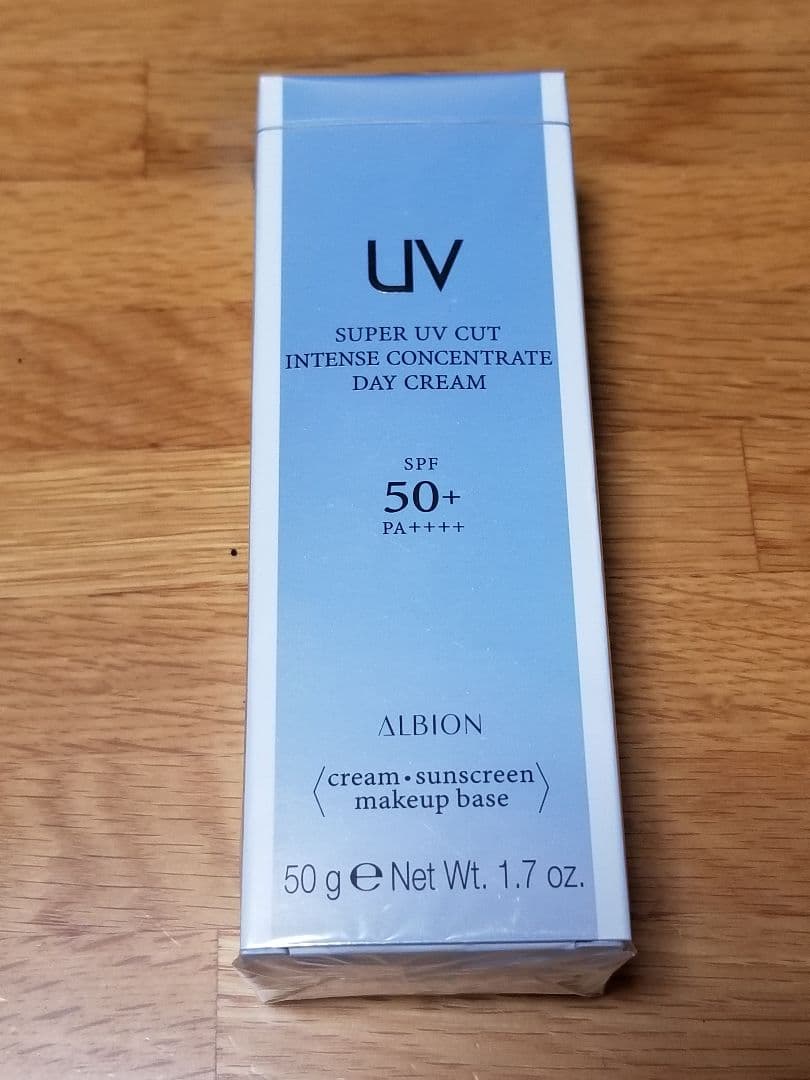 UV
SUPER UV CUT
INTENSE CONCENTRATE
DAY CREAM
SPF
50+
PA++++
ALBION
〈cream・sunscreen
makeup base〉
50 g ℮ Net Wt. 1.7 oz.